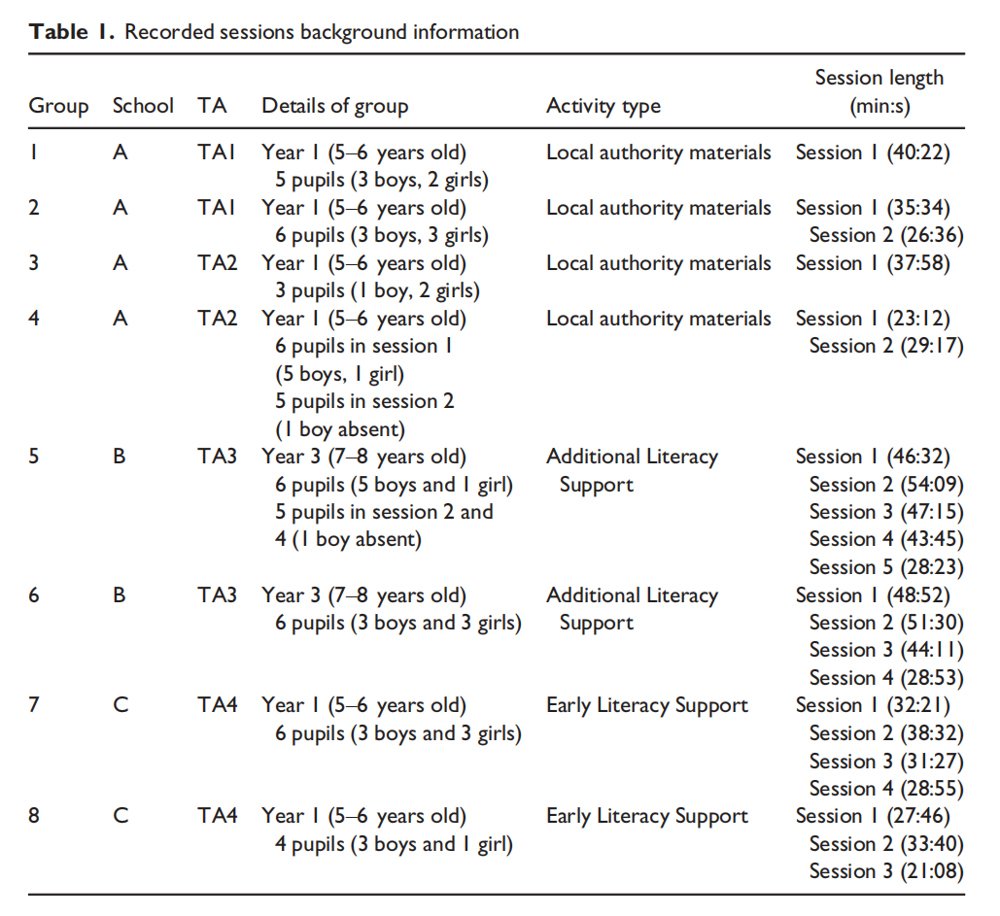 Table 1. Recorded sessions background information
Session length
Group School TA Details of group Activity type (min:s)
1 A TA1 Year 1 (5–6 years old) Local authority materials Session 1 (40:22)
5 pupils (3 boys, 2 girls)
2 A TA1 Year 1 (5–6 years old) Local authority materials Session 1 (35:34)
6 pupils (3 boys, 3 girls) Session 2 (26:36)
3 A TA2 Year 1 (5–6 years old) Local authority materials Session 1 (37:58)
3 pupils (1 boy, 2 girls)
4 A TA2 Year 1 (5–6 years old) Local authority materials Session 1 (23:12)
6 pupils in session 1 Session 2 (29:17)
(5 boys, 1 girl)
5 pupils in session 2
(1 boy absent)
5 B TA3 Year 3 (7–8 years old) Additional Literacy Session 1 (46:32)
6 pupils (5 boys and 1 girl) Support Session 2 (54:09)
5 pupils in session 2 and Session 3 (47:15)
4 (1 boy absent) Session 4 (43:45)
Session 5 (28:23)
6 B TA3 Year 3 (7–8 years old) Additional Literacy Session 1 (48:52)
6 pupils (3 boys and 3 girls) Support Session 2 (51:30)
Session 3 (44:11)
Session 4 (28:53)
7 C TA4 Year 1 (5–6 years old) Early Literacy Support Session 1 (32:21)
6 pupils (3 boys and 3 girls) Session 2 (38:32)
Session 3 (31:27)
Session 4 (28:55)
8 C TA4 Year 1 (5–6 years old) Early Literacy Support Session 1 (27:46)
4 pupils (3 boys and 1 girl) Session 2 (33:40)
Session 3 (21:08)